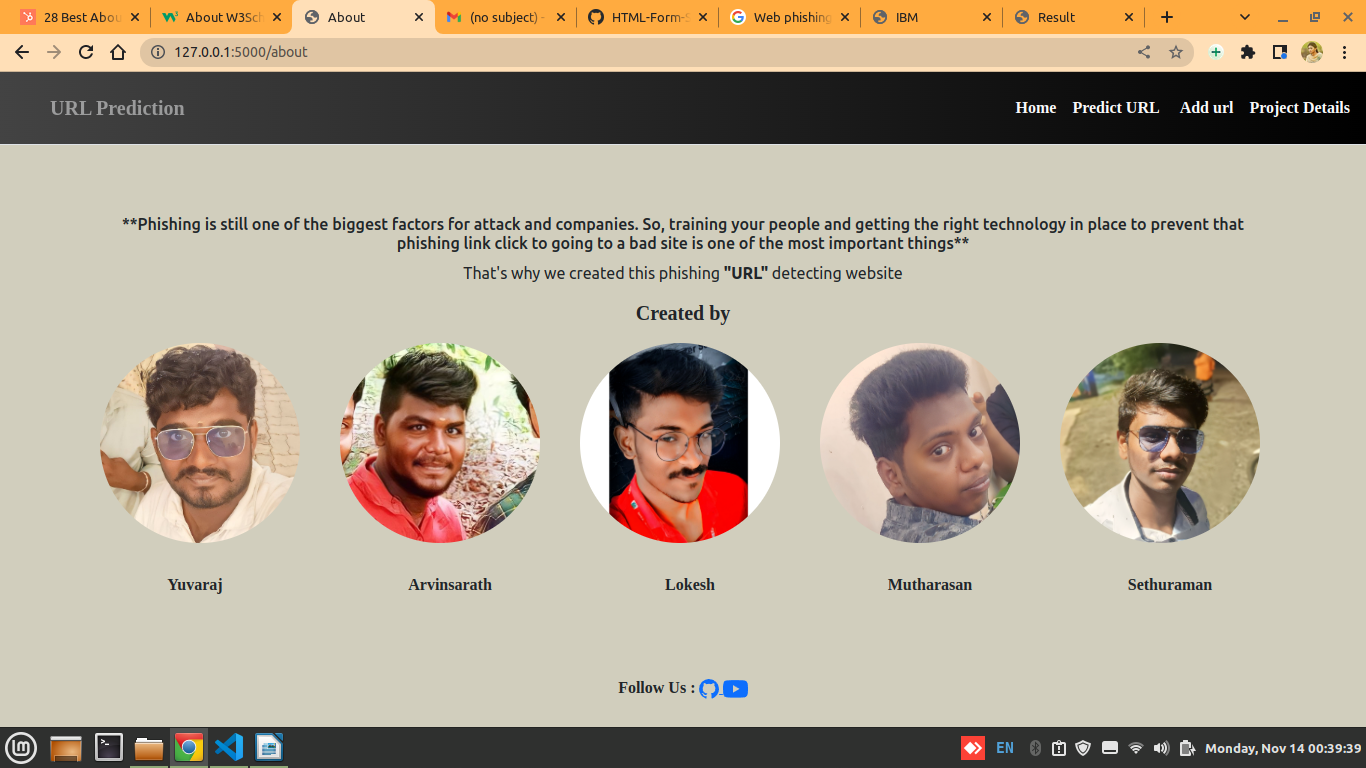 28 Best Abou
About W3Sch
About
(no subject) -
HTML-Form-S
Web phishing
IBM
Result
127.0.0.1:5000/about
URL Prediction
Home Predict URL Add url Project Details
**Phishing is still one of the biggest factors for attack and companies. So, training your people and getting the right technology in place to prevent that
phishing link click to going to a bad site is one of the most important things**
That's why we created this phishing "URL" detecting website
Created by
Yuvaraj Arvinsarath Lokesh Mutharasan Sethuraman
Follow Us :
EN
Monday, Nov 14 00:39:39